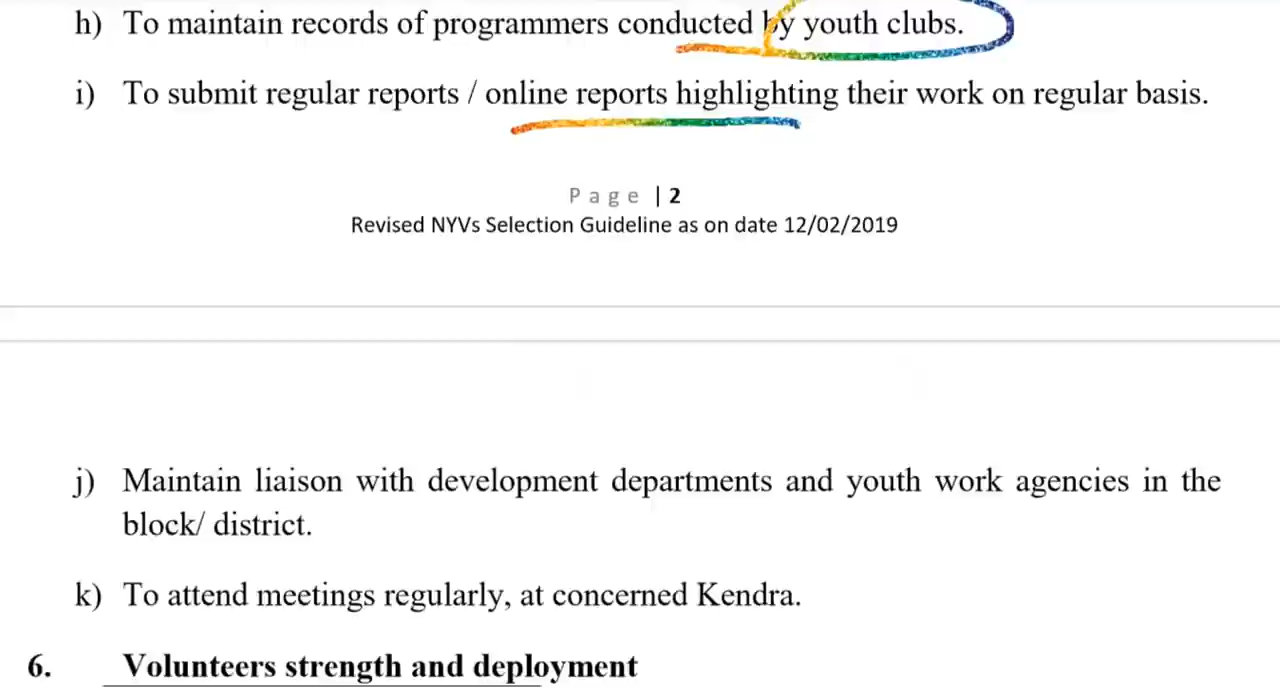 h) To maintain records of programmers conducted by youth clubs.
i) To submit regular reports / online reports highlighting their work on regular basis.
Page | 2
Revised NYVs Selection Guideline as on date 12/02/2019
j) Maintain liaison with development departments and youth work agencies in the
block/ district.
k) To attend meetings regularly, at concerned Kendra.
6. Volunteers strength and deployment